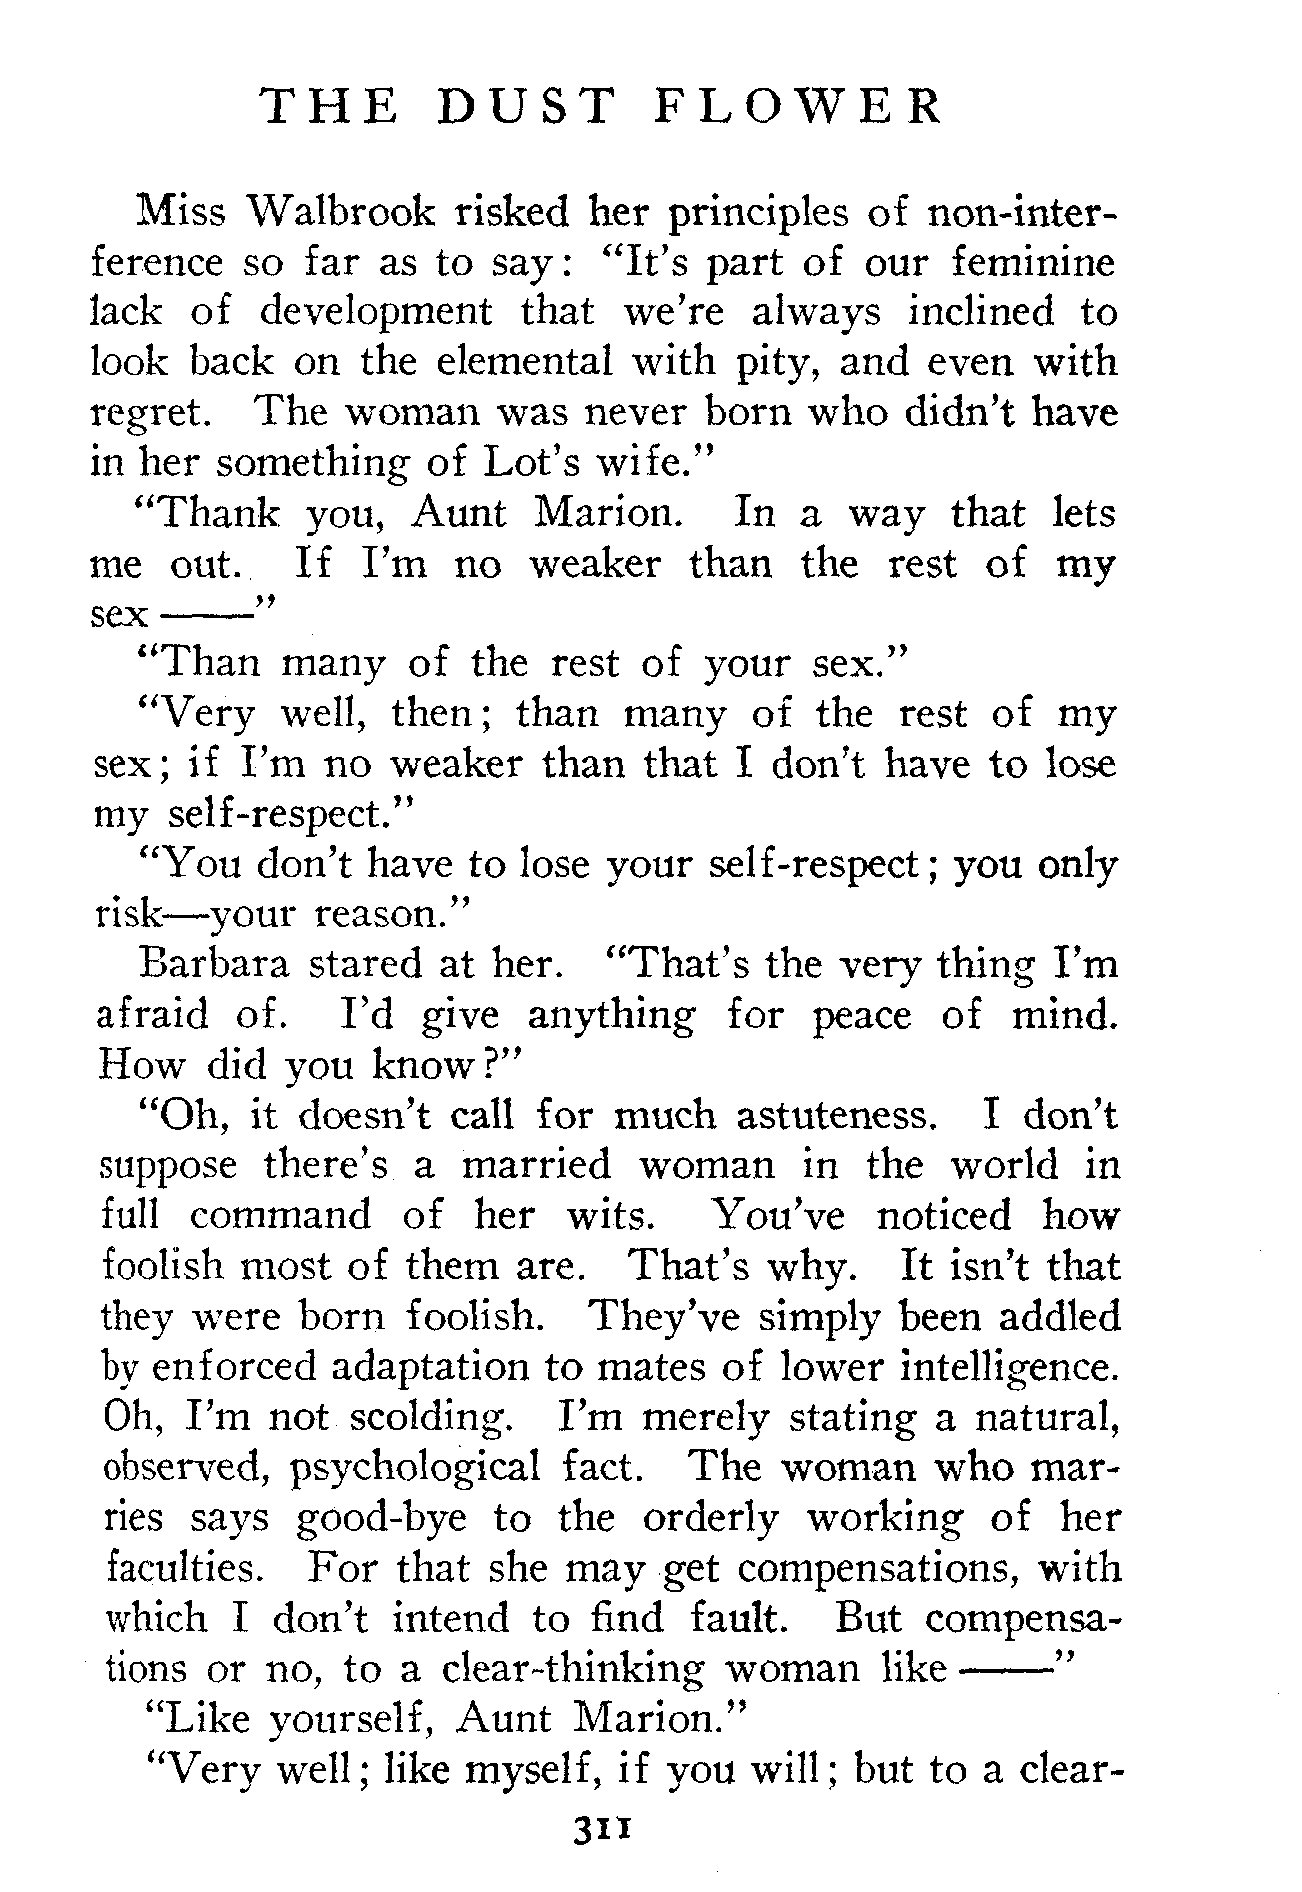 THE DUST FLOWER
Miss Walbrook risked her principles of non-inter-
ference so far as to say: “It’s part of our feminine
lack of development that we’re always inclined to
look back on the elemental with pity, and even with
regret. The woman was never born who didn’t have
in her something of Lot’s wife.”
“Thank you, Aunt Marion. In a way that lets
me out. If I’m no weaker than the rest of my
sex ——”
“Than many of the rest of your sex.”
“Very well, then; than many of the rest of my
sex; if I’m no weaker than that I don’t have to lose
my self-respect.”
“You don’t have to lose your self-respect; you only
risk—your reason.”
Barbara stared at her. “That’s the very thing I’m
afraid of. I’d give anything for peace of mind.
How did you know?”
“Oh, it doesn’t call for much astuteness. I don’t
suppose there’s a married woman in the world in
full command of her wits. You’ve noticed how
foolish most of them are. That’s why. It isn’t that
they were born foolish. They’ve simply been addled
by enforced adaptation to mates of lower intelligence.
Oh, I’m not scolding. I’m merely stating a natural,
observed, psychological fact. The woman who mar-
ries says good-bye to the orderly working of her
faculties. For that she may get compensations, with
which I don’t intend to find fault. But compensa-
tions or no, to a clear-thinking woman like ——”
“Like yourself, Aunt Marion.”
“Very well; like myself, if you will; but to a clear-
311